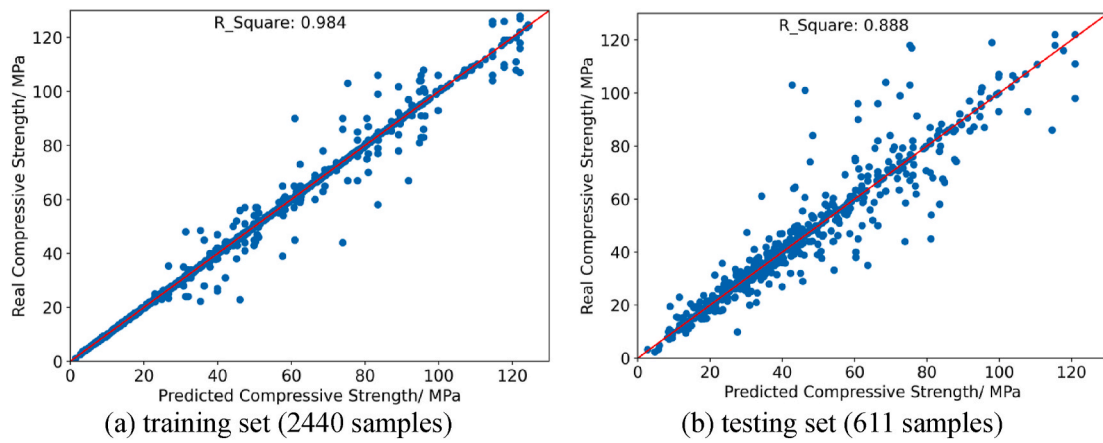 R_Square: 0.984
Real Compressive Strength/ MPa
120
100
80
60
40
20
0
0 20 40 60 80 100 120
Predicted Compressive Strength/ MPa
(a) training set (2440 samples)
R_Square: 0.888
Real Compressive Strength/ MPa
120
100
80
60
40
20
0
0 20 40 60 80 100 120
Predicted Compressive Strength/ MPa
(b) testing set (611 samples)